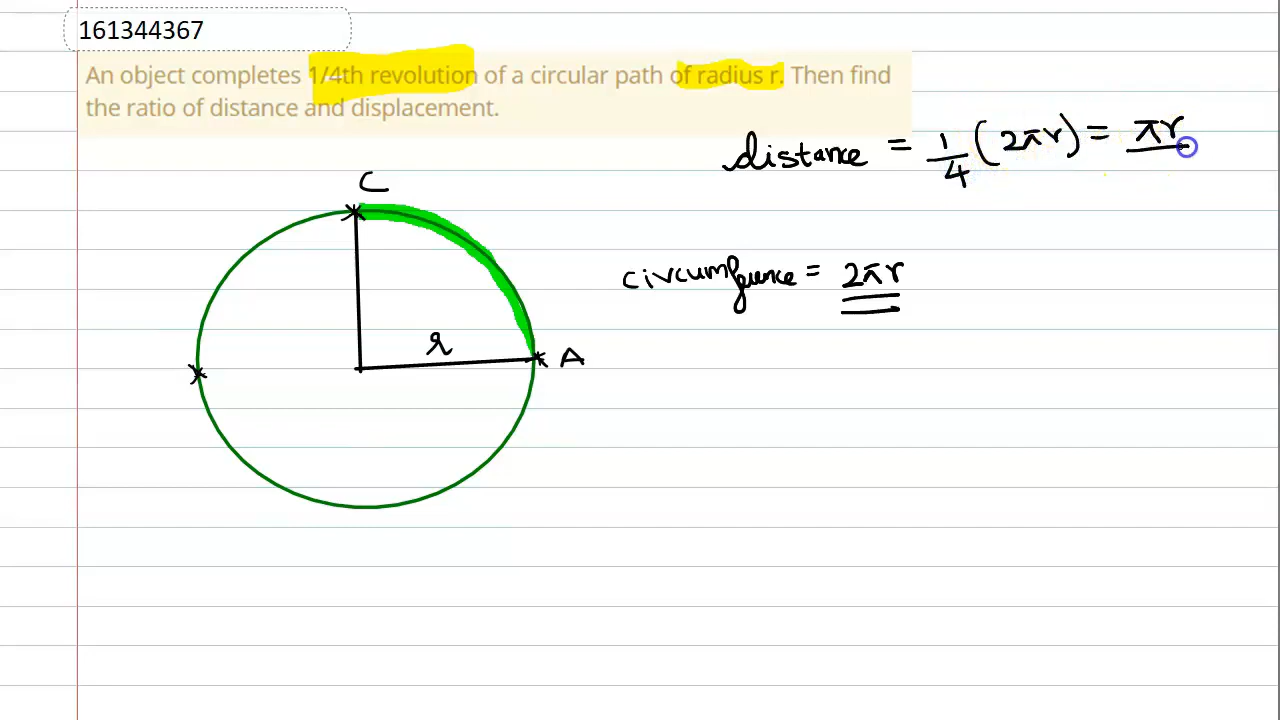 161344367
An object completes 1/4th revolution of a circular path of radius r. Then find
the ratio of distance and displacement.
distance = 1/4 (2πr) = πr
C
circumference = 2πr
r
A